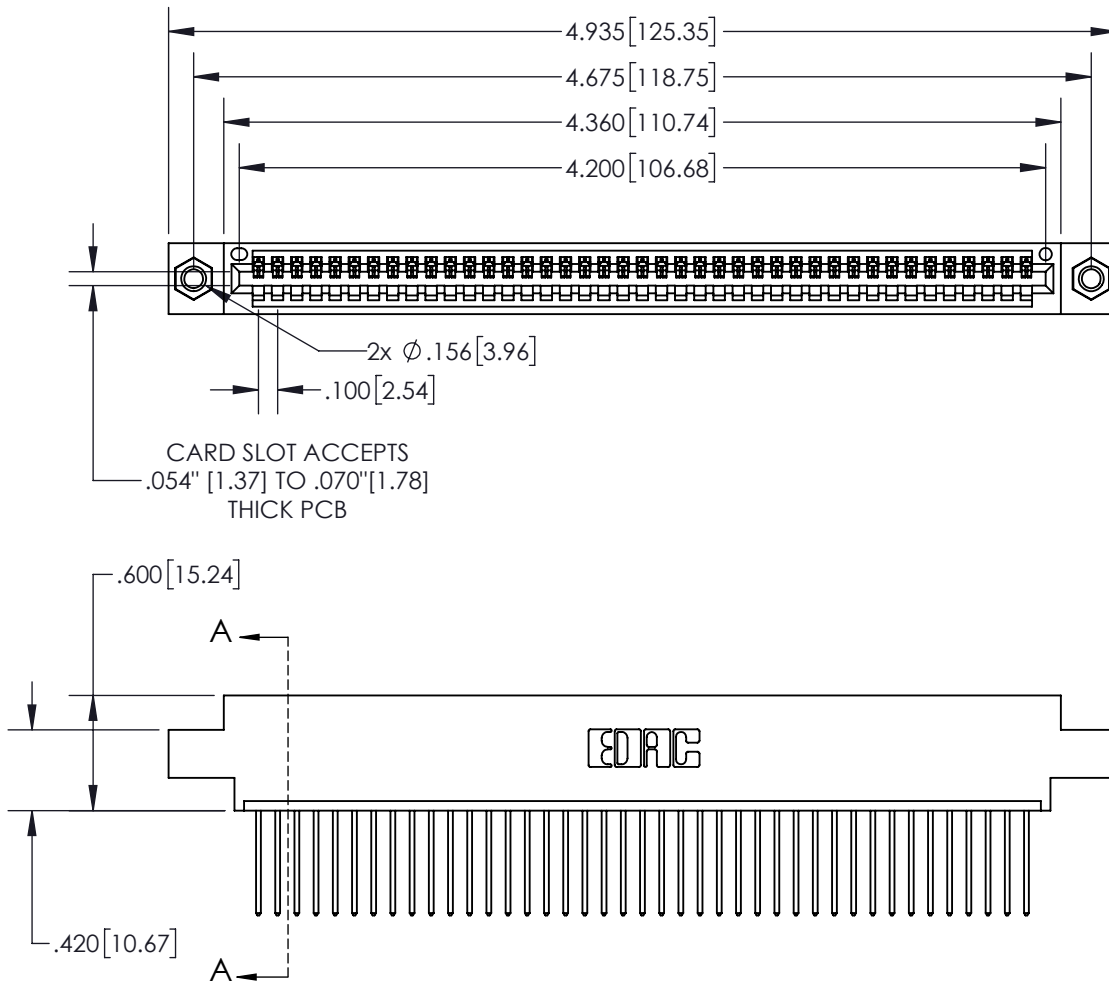 4.935[125.35]
4.675[118.75]
4.360[110.74]
4.200[106.68]
2x Ø.156[3.96]
.100[2.54]
CARD SLOT ACCEPTS
.054" [1.37] TO .070"[1.78]
THICK PCB
.600[15.24]
A
EDAC
.420[10.67]
A